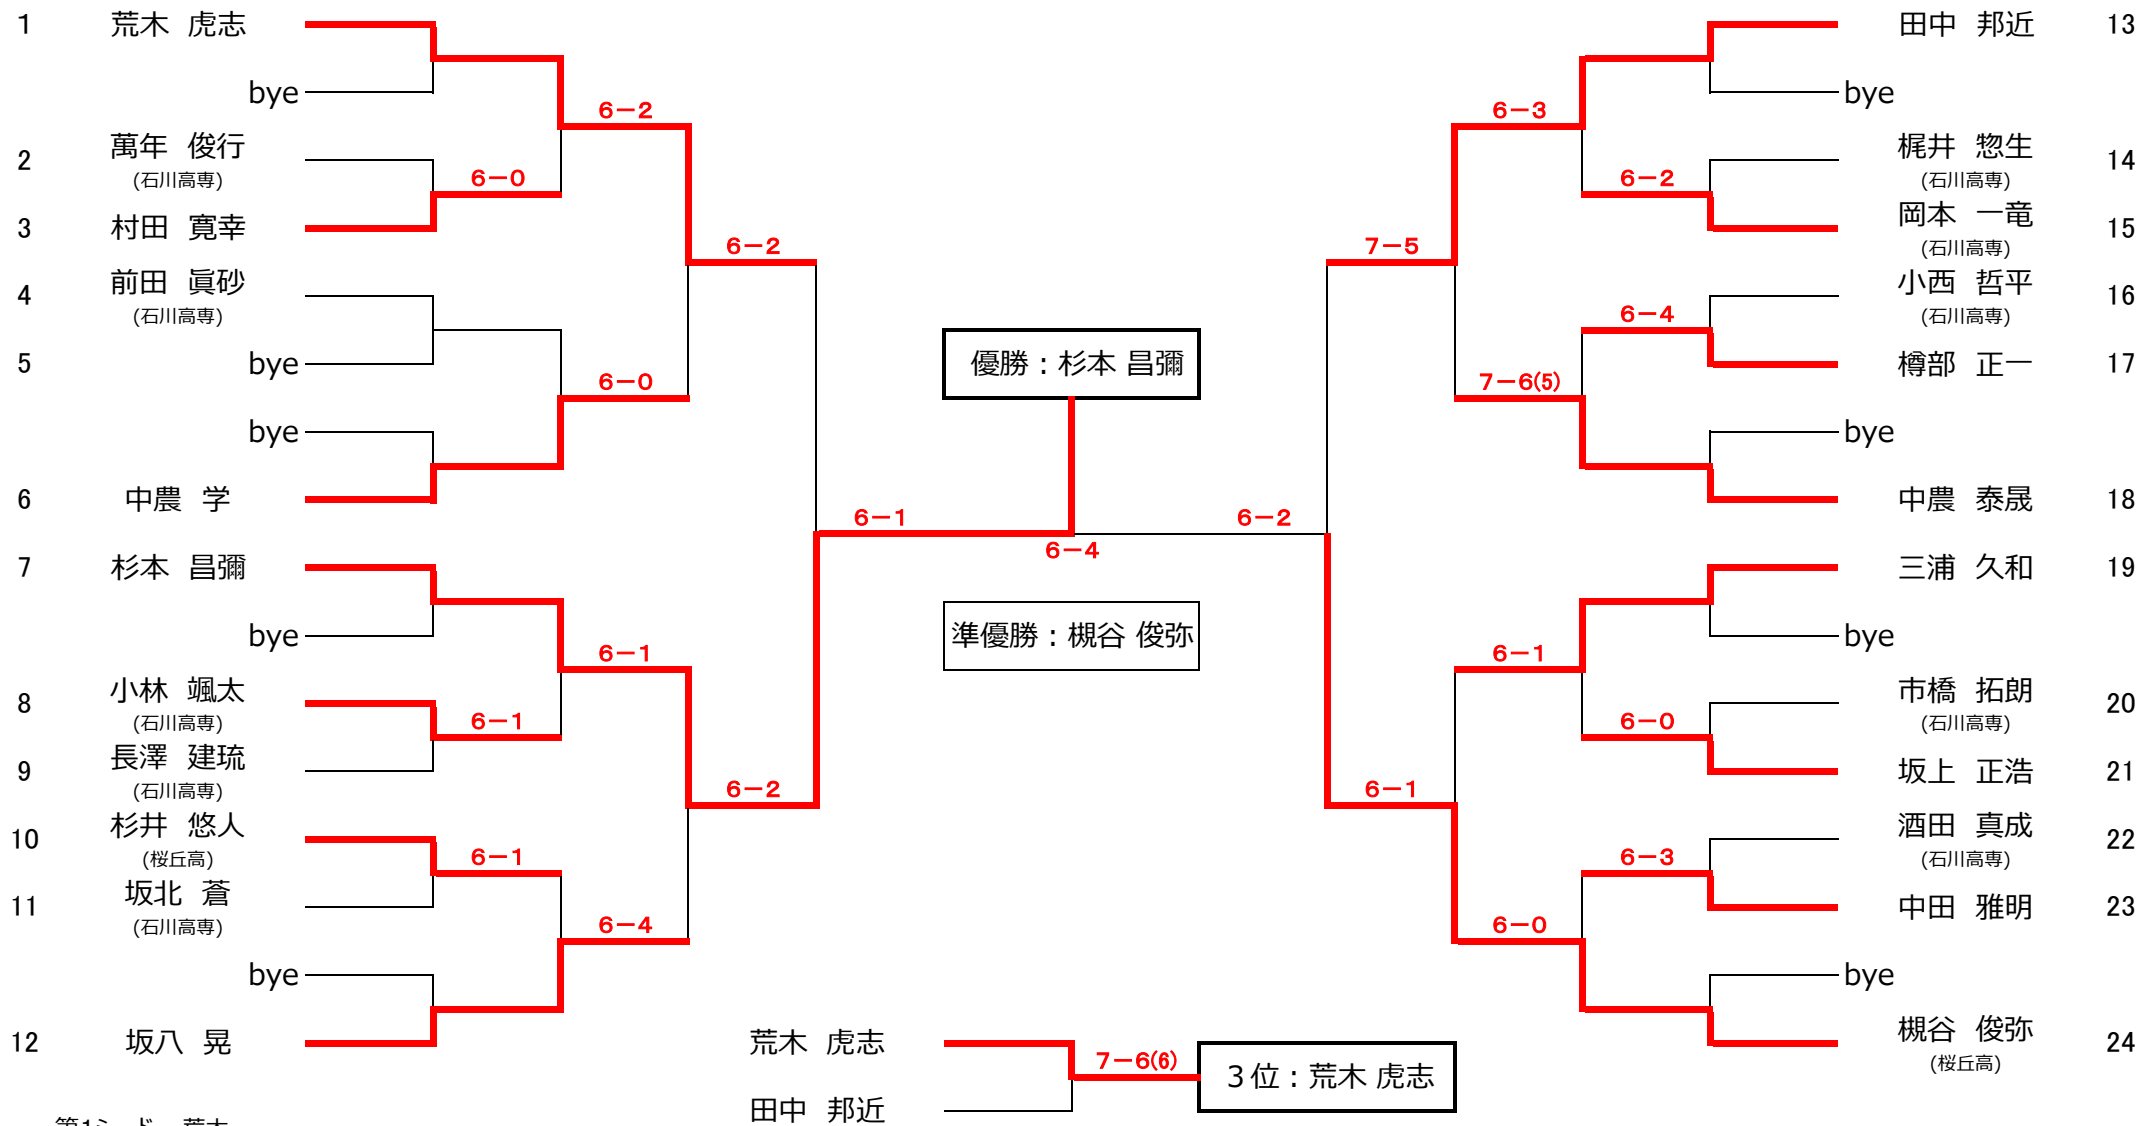 1 荒木 虎志
bye
2 萬年 俊行
(石川高専)
3 村田 寛幸
4 前田 眞砂
(石川高専)
5 bye
bye
6 中農 学
7 杉本 昌彌
bye
8 小林 颯太
(石川高専)
9 長澤 建琉
(石川高専)
10 杉井 悠人
(桜丘高)
11 坂北 蒼
(石川高専)
bye
12 坂八 晃
6-0
6-1
6-1
6-2
6-0
6-1
6-4
6-2
6-2
6-1
優勝：杉本 昌彌
6-4
準優勝：槻谷 俊弥
6-2
7-5
6-1
6-3
7-6(5)
6-1
6-0
6-2
6-4
6-0
6-3
田中 邦近 13
bye
梶井 惣生 14
(石川高専)
岡本 一竜 15
(石川高専)
小西 哲平 16
(石川高専)
樽部 正一 17
bye
中農 泰晟 18
三浦 久和 19
bye
市橋 拓朗 20
(石川高専)
坂上 正浩 21
酒田 真成 22
(石川高専)
中田 雅明 23
bye
槻谷 俊弥 24
(桜丘高)
荒木 虎志
7-6(6)
3位：荒木 虎志
田中 邦近